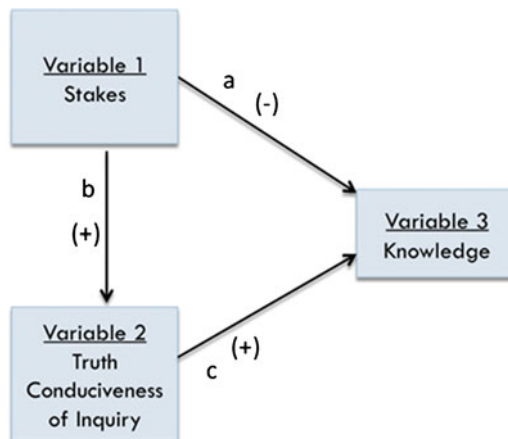 Variable 1
Stakes
a
(-)
b
(+)
Variable 3
Knowledge
Variable 2
Truth
Conduciveness
of Inquiry
(+)
c